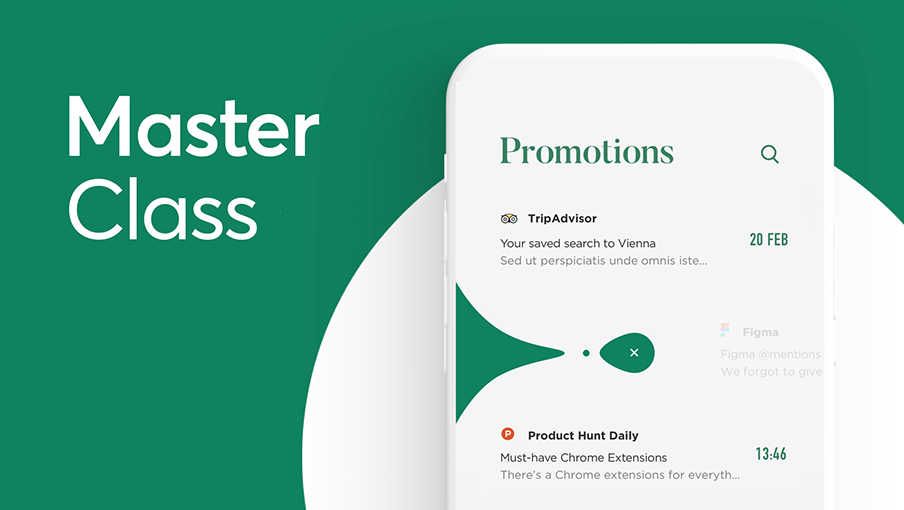 Master
Class
Promotions
TripAdvisor
Your saved search to Vienna
20 FEB
Sed ut perspiciatis unde omnis iste...
Figma
Figma @mentions
We forgot to give
P
Product Hunt Daily
Must-have Chrome Extensions
13:46
There's a Chrome extensions for everyth...